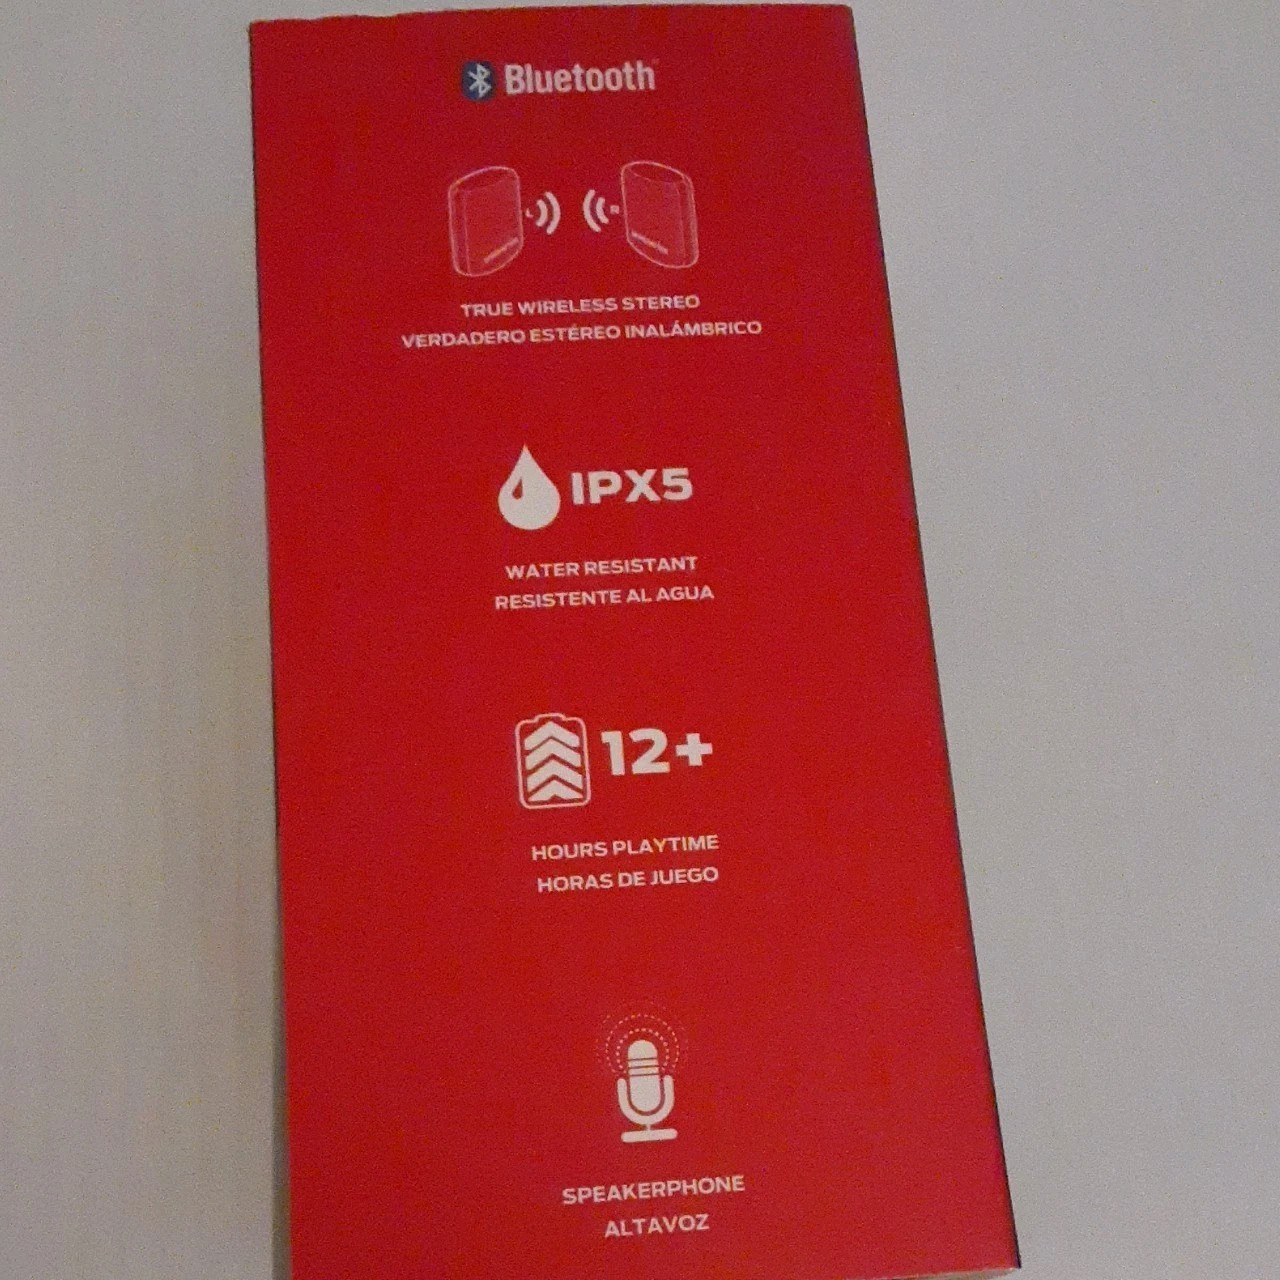 Bluetooth
L R
TRUE WIRELESS STEREO
VERDADERO ESTÉREO INALÁMBRICO
IPX5
WATER RESISTANT
RESISTENTE AL AGUA
12+
HOURS PLAYTIME
HORAS DE JUEGO
SPEAKERPHONE
ALTAVOZ